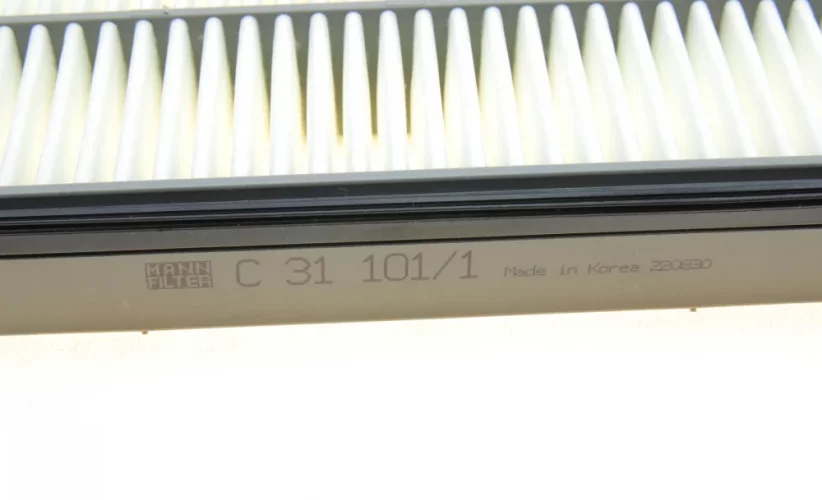 MANN
FILTER
C 31 101/1 Made in Korea 220830